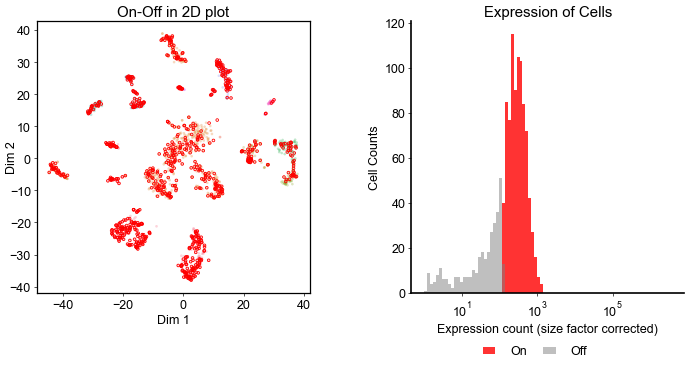 On-Off in 2D plot
40
30
20
10
0
−10
−20
−30
−40
Dim 2
−40 −20 0 20 40
Dim 1
Expression of Cells
120
100
80
60
40
20
0
Cell Counts
10^1 10^3 10^5
Expression count (size factor corrected)
On Off